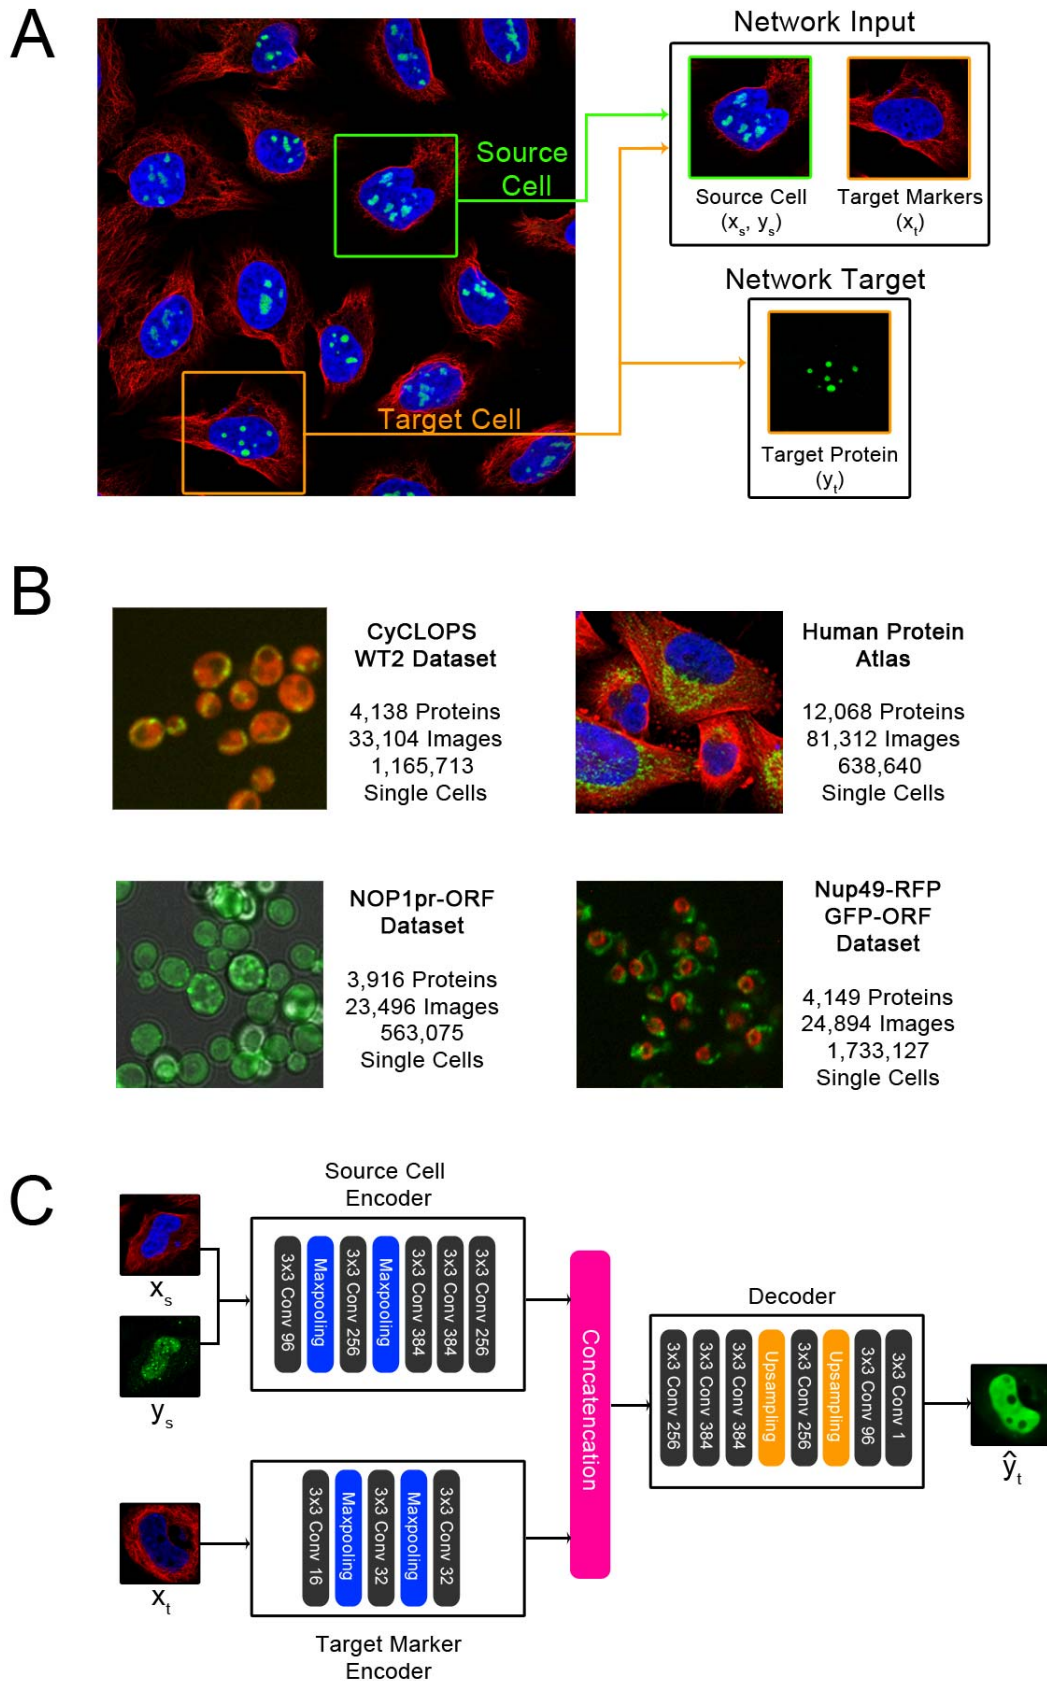 A
Network Input
Source
Cell
Source Cell
(xₛ, yₛ)
Target Markers
(xₜ)
Network Target
Target Cell
Target Protein
(yₜ)
B
CyCLOPS
WT2 Dataset
4,138 Proteins
33,104 Images
1,165,713
Single Cells
Human Protein
Atlas
12,068 Proteins
81,312 Images
638,640
Single Cells
NOP1pr-ORF
Dataset
3,916 Proteins
23,496 Images
563,075
Single Cells
Nup49-RFP
GFP-ORF
Dataset
4,149 Proteins
24,894 Images
1,733,127
Single Cells
C
Source Cell
Encoder
xₛ
yₛ
3x3 Conv 96
Maxpooling
3x3 Conv 256
Maxpooling
3x3 Conv 384
3x3 Conv 384
3x3 Conv 256
xₜ
3x3 Conv 16
Maxpooling
3x3 Conv 32
Maxpooling
3x3 Conv 32
Target Marker
Encoder
Concatencation
Decoder
3x3 Conv 256
3x3 Conv 384
3x3 Conv 384
Upsampling
3x3 Conv 256
Upsampling
3x3 Conv 96
3x3 Conv 1
ŷₜ